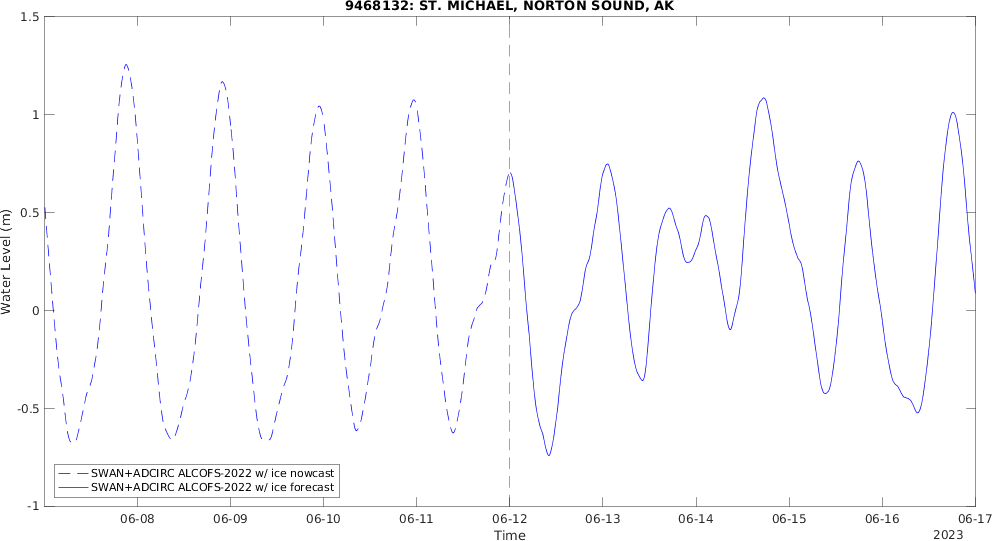 9468132: ST. MICHAEL, NORTON SOUND, AK
1.5
1
0.5
0
-0.5
-1
Water Level (m)
SWAN+ADCIRC ALCOFS-2022 w/ ice nowcast
SWAN+ADCIRC ALCOFS-2022 w/ ice forecast
06-08 06-09 06-10 06-11 06-12 06-13 06-14 06-15 06-16 06-17
Time
2023